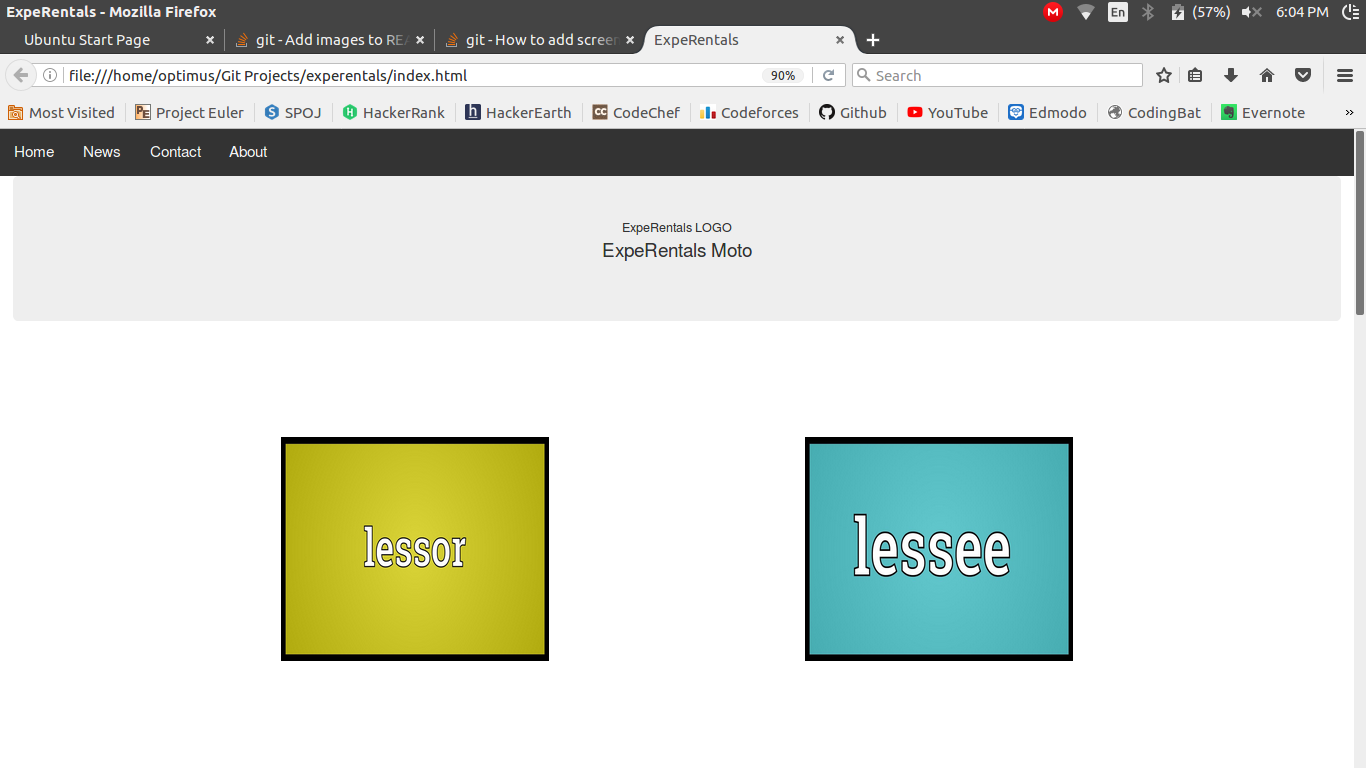 ExpeRentals - Mozilla Firefox
En (57%) 6:04 PM
Ubuntu Start Page git - Add images to REA git - How to add screen ExpeRentals
file:///home/optimus/Git Projects/experentals/index.html 90% Search
Most Visited Project Euler SPOJ HackerRank HackerEarth CodeChef Codeforces Github YouTube Edmodo CodingBat Evernote
Home News Contact About
ExpeRentals LOGO
ExpeRentals Moto
lessor lessee